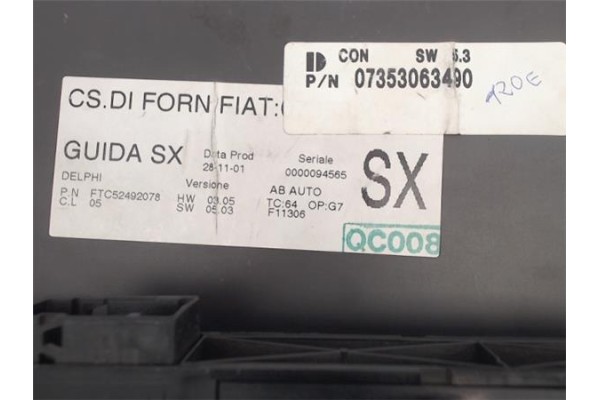 CON SW 5.3
P/N 07353063490
120E
CS.DI FORN FIAT:
GUIDA SX
Data Prod
28-11-01
Seriale
0000094565
SX
DELPHI
Versione
AB AUTO
P.N FTC52492078
HW 03.05
TC:64 OP:G7
C.L 05
SW 05.03
F11306
QC008